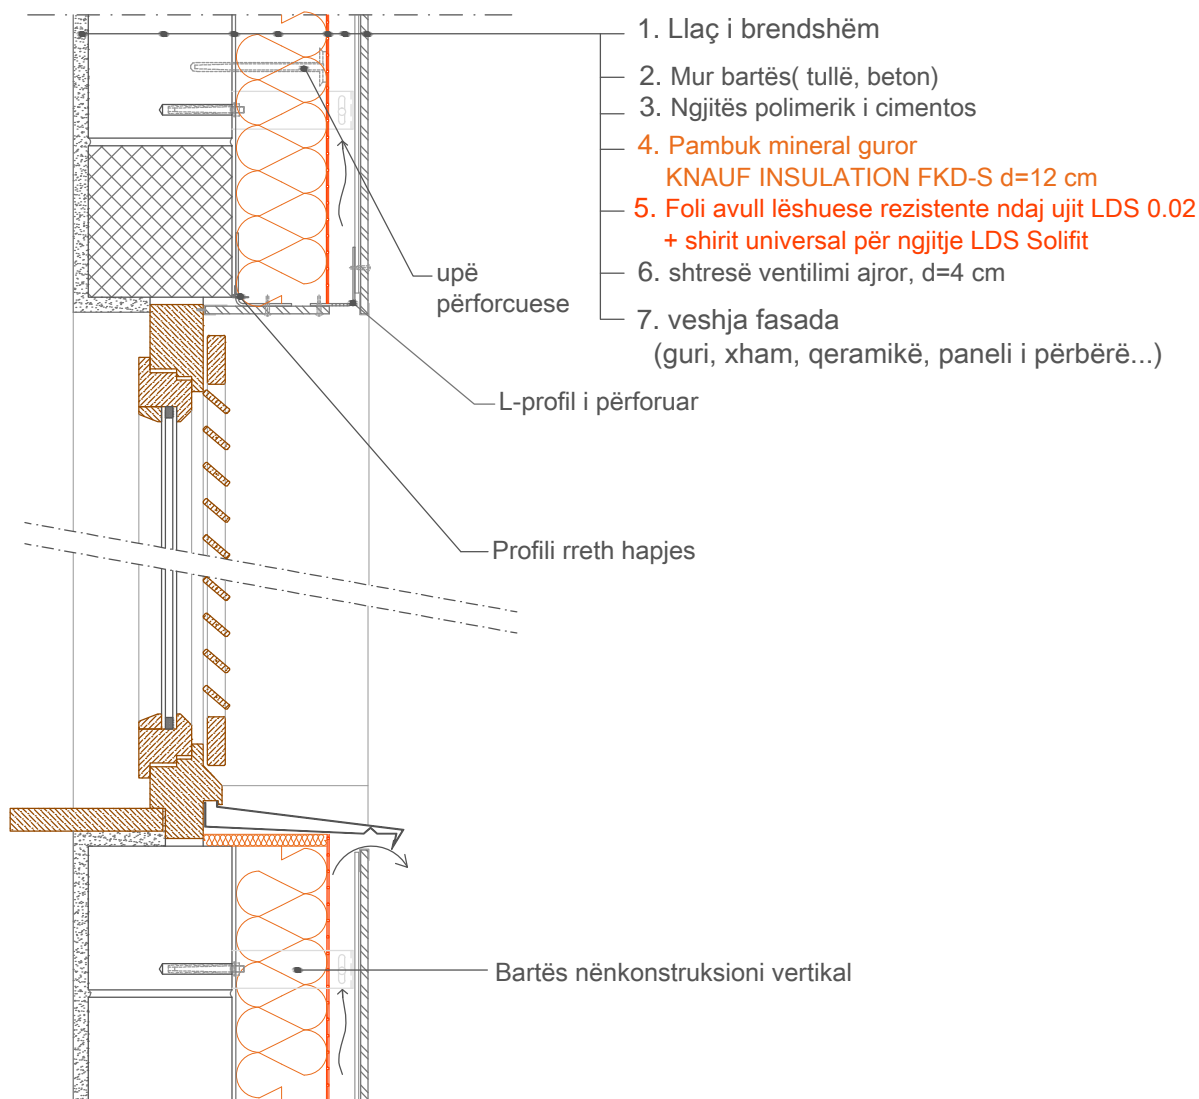 1. Llaç i brendshëm
2. Mur bartës( tullë, beton)
3. Ngjitës polimerik i cimentos
4. Pambuk mineral guror
KNAUF INSULATION FKD-S d=12 cm
5. Foli avull lëshuese rezistente ndaj ujit LDS 0.02
+ shirit universal për ngjitje LDS Solifit
6. shtresë ventilimi ajror, d=4 cm
7. veshja fasada
(guri, xham, qeramikë, paneli i përbërë...)
upë
përforcuese
L-profil i përforuar
Profili rreth hapjes
Bartës nënkonstruksioni vertikal